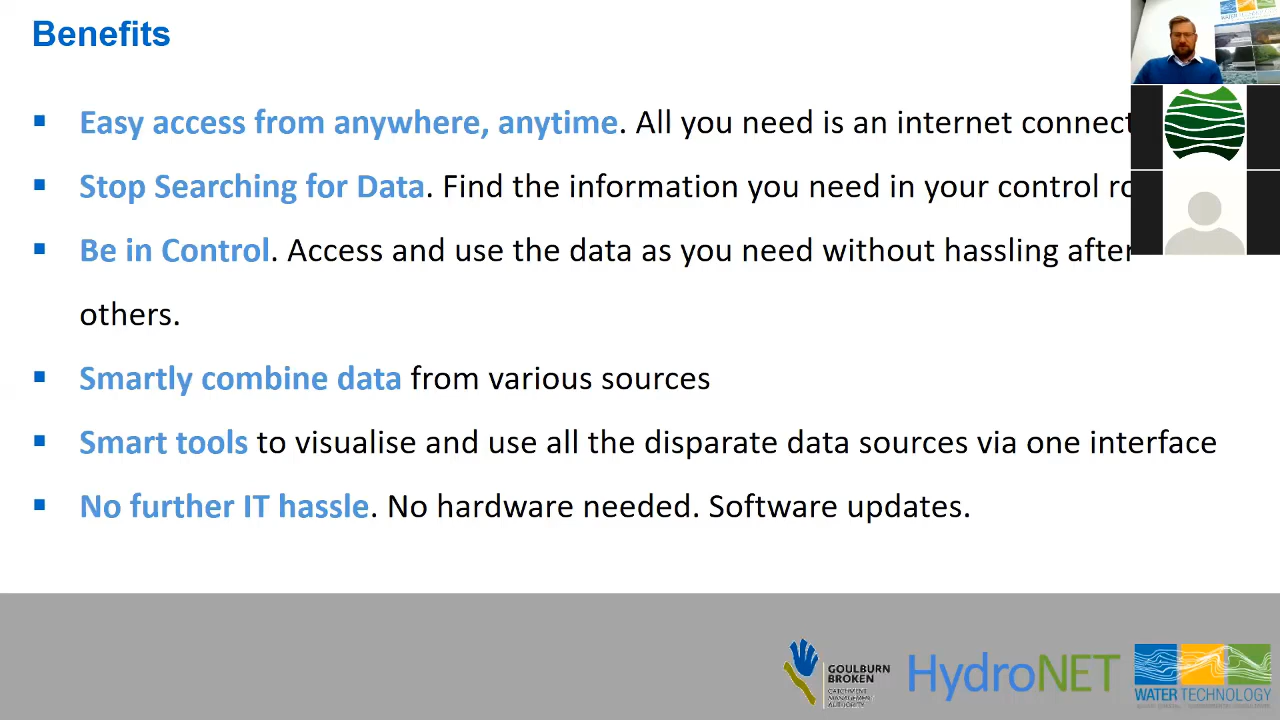 Benefits
Easy access from anywhere, anytime. All you need is an internet connect
Stop Searching for Data. Find the information you need in your control ro
Be in Control. Access and use the data as you need without hassling after
others.
Smartly combine data from various sources
Smart tools to visualise and use all the disparate data sources via one interface
No further IT hassle. No hardware needed. Software updates.
GOULBURN
BROKEN
CATCHMENT
MANAGEMENT
AUTHORITY
HydroNET
WATER TECHNOLOGY